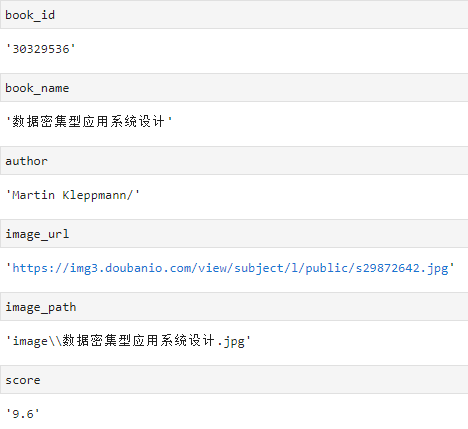 book_id
'30329536'
book_name
'数据密集型应用系统设计'
author
'Martin Kleppmann/'
image_url
'https://img3.doubanio.com/view/subject/l/public/s29872642.jpg'
image_path
'image\\数据密集型应用系统设计.jpg'
score
'9.6'